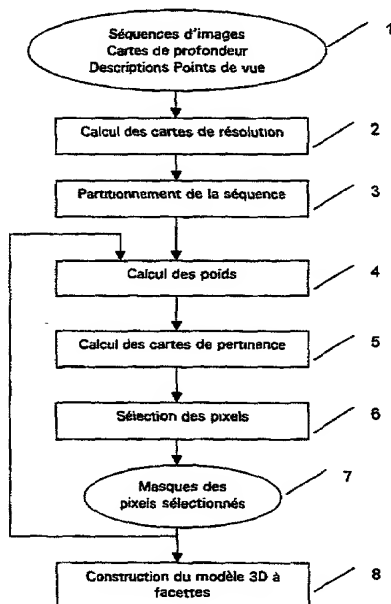 Séquences d'images
Cartes de profondeur
Descriptions Points de vue
1
Calcul des cartes de résolution
2
Partitionnement de la séquence
3
Calcul des poids
4
Calcul des cartes de pertinence
5
Sélection des pixels
6
Masques des
pixels sélectionnés
7
Construction du modèle 3D à
facettes
8